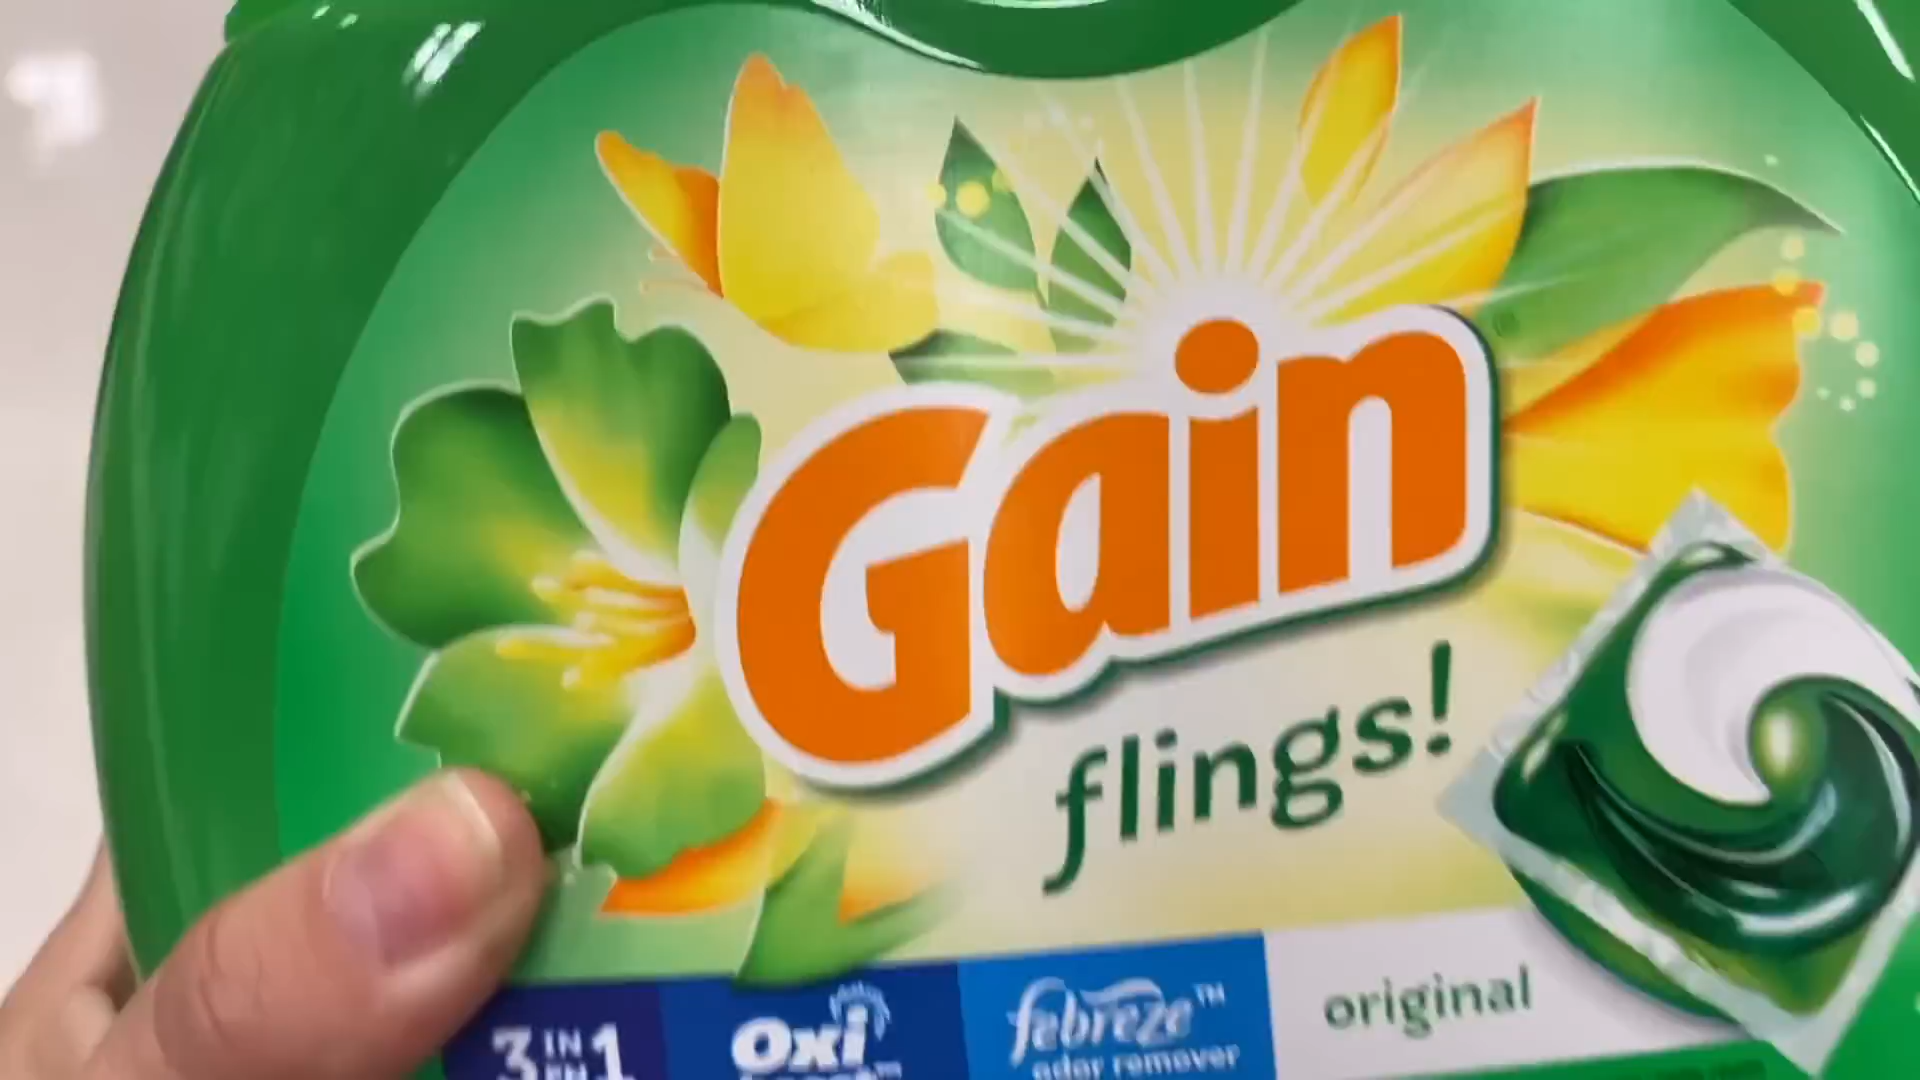 Gain
flings!
3 IN 1
Oxi
febreze™
odor remover
original